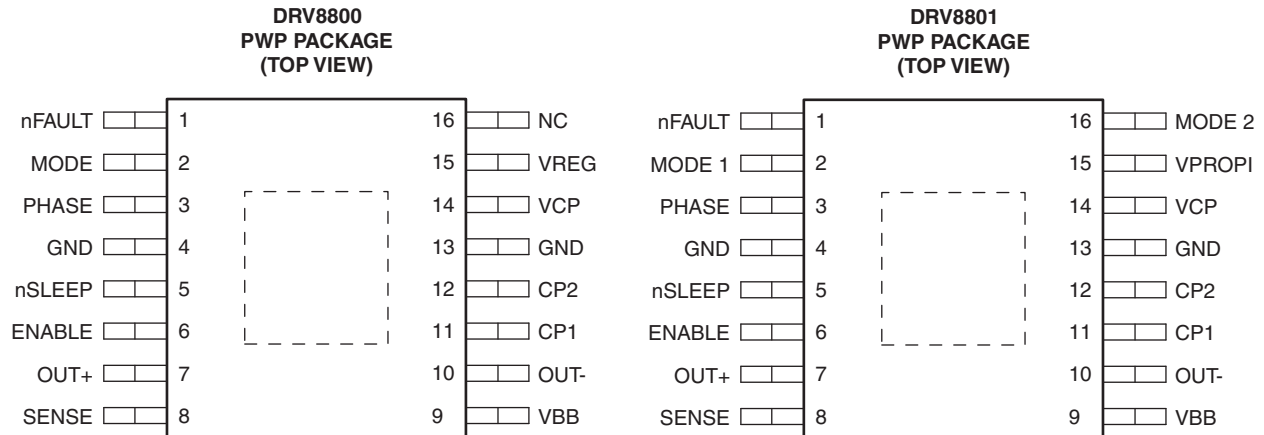 DRV8800
PWP PACKAGE
(TOP VIEW)
nFAULT 1 16 NC
MODE 2 15 VREG
PHASE 3 14 VCP
GND 4 13 GND
nSLEEP 5 12 CP2
ENABLE 6 11 CP1
OUT+ 7 10 OUT-
SENSE 8 9 VBB
DRV8801
PWP PACKAGE
(TOP VIEW)
nFAULT 1 16 MODE 2
MODE 1 2 15 VPROPI
PHASE 3 14 VCP
GND 4 13 GND
nSLEEP 5 12 CP2
ENABLE 6 11 CP1
OUT+ 7 10 OUT-
SENSE 8 9 VBB